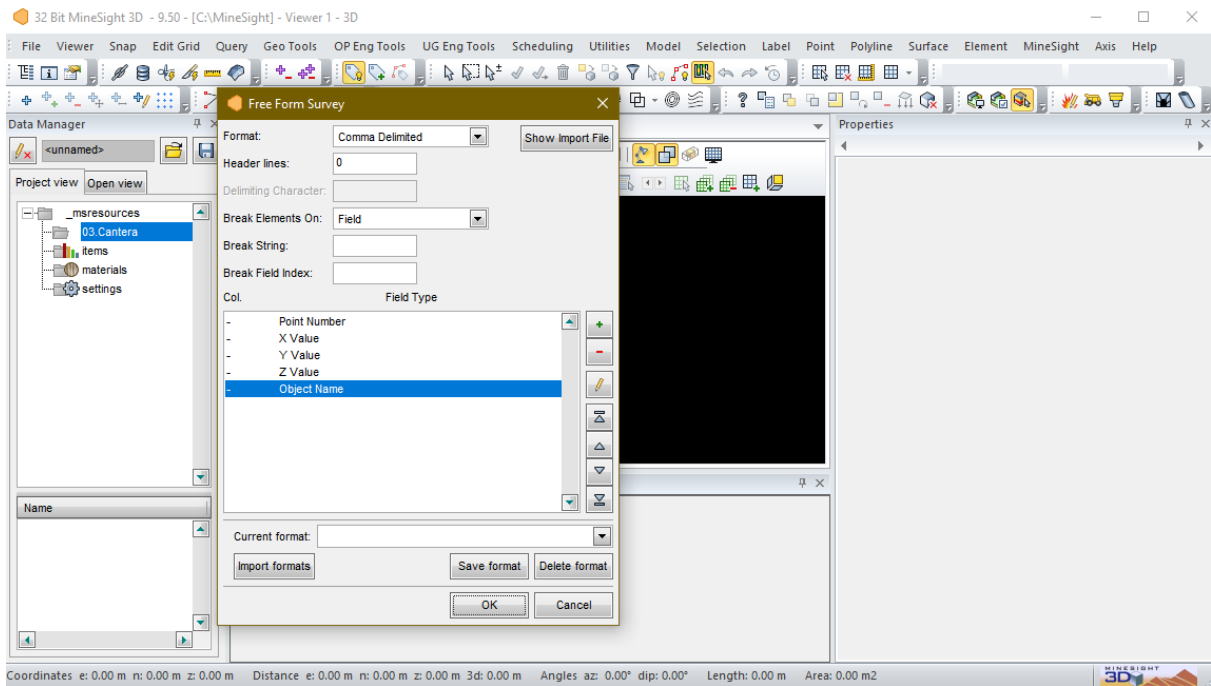 32 Bit MineSight 3D - 9.50 - [C:\MineSight] - Viewer 1 - 3D
File Viewer Snap Edit Grid Query Geo Tools OP Eng Tools UG Eng Tools Scheduling Utilities Model Selection Label Point Polyline Surface Element MineSight Axis Help
Data Manager
<unnamed>
Project view Open view
_msresources
03.Cantera
items
materials
settings
Name
Free Form Survey
Format: Comma Delimited Show Import File
Header lines: 0
Delimiting Character:
Break Elements On: Field
Break String:
Break Field Index:
Col. Field Type
- Point Number
- X Value
- Y Value
- Z Value
- Object Name
Current format:
Import formats Save format Delete format
OK Cancel
Properties
Coordinates e: 0.00 m n: 0.00 m z: 0.00 m Distance e: 0.00 m n: 0.00 m z: 0.00 m 3d: 0.00 m Angles az: 0.00° dip: 0.00° Length: 0.00 m Area: 0.00 m2
MINESIGHT
3D